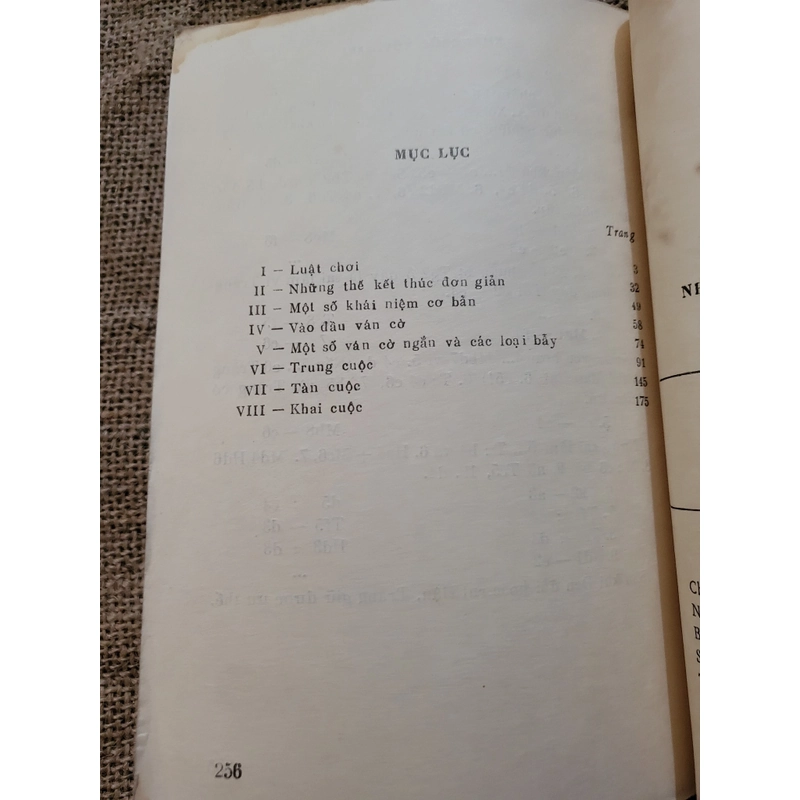 MỤC LỤC
Trang
I — Luật chơi 3
II — Những thế kết thúc đơn giản 32
III — Một số khái niệm cơ bản 49
IV — Vào đầu ván cờ 58
V — Một số ván cờ ngắn và các loại bẫy 74
VI — Trung cuộc 91
VII — Tàn cuộc 145
VIII — Khai cuộc 175
256